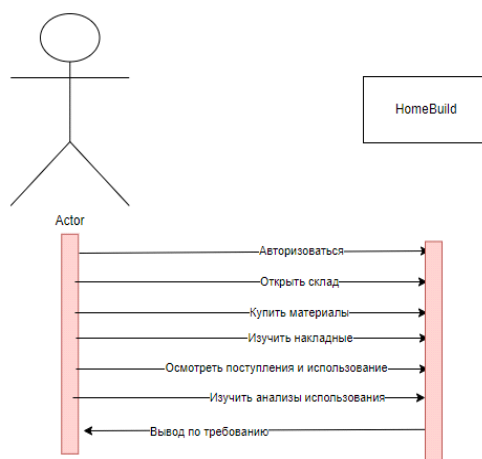 HomeBuild
Actor
Авторизоваться
Открыть склад
Купить материалы
Изучить накладные
Осмотреть поступления и использование
Изучить анализы использования
Вывод по требованию